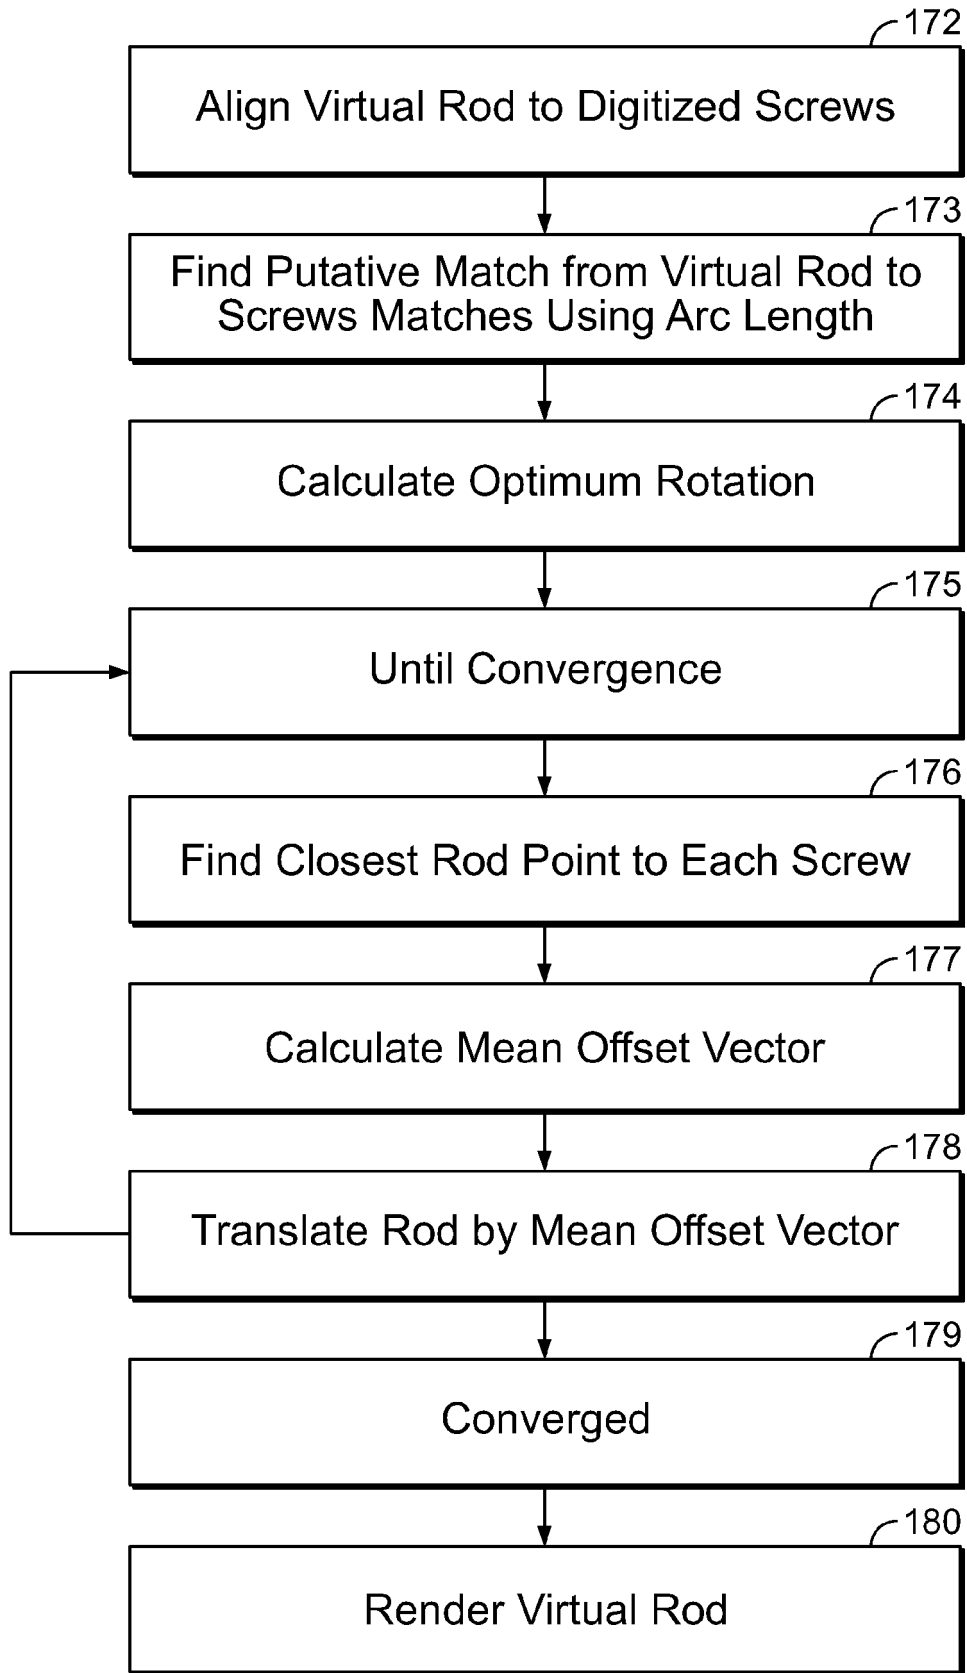 172
Align Virtual Rod to Digitized Screws
173
Find Putative Match from Virtual Rod to
Screws Matches Using Arc Length
174
Calculate Optimum Rotation
175
Until Convergence
176
Find Closest Rod Point to Each Screw
177
Calculate Mean Offset Vector
178
Translate Rod by Mean Offset Vector
179
Converged
180
Render Virtual Rod